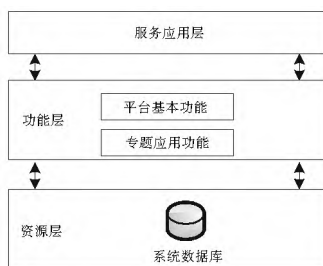 服务应用层
功能层
平台基本功能
专题应用功能
资源层
系统数据库